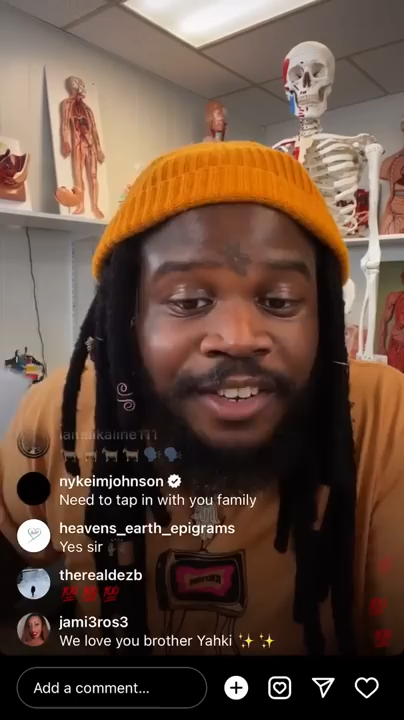 iamalkaline111
nykeimjohnson
Need to tap in with you family
heavens_earth_epigrams
Yes sir
therealdezb
💯 💯 💯
jami3ros3
We love you brother Yahki ✨ ✨
Add a comment...